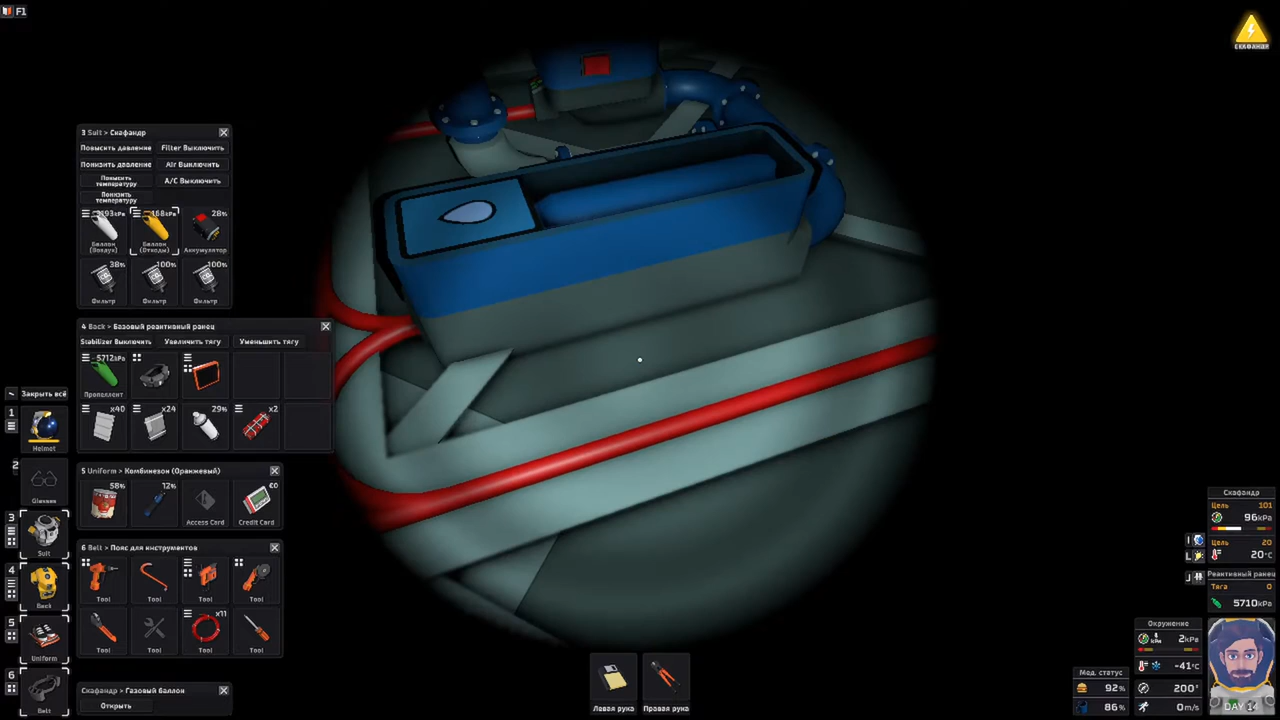 F1
СКАФАНДР
3 Suit > Скафандр
Повысить давление
Filter Выключить
Понизить давление
Air Выключить
Повысить температуру
A/C Выключить
Понизить температуру
Баллон (Воздух)
Баллон (Отходы)
28%
Аккумулятор
38%
Фильтр
100%
Фильтр
100%
Фильтр
4 Back > Базовый реактивный ранец
Stabilizer Выключить
Увеличить тягу
Уменьшить тягу
5712kPa
Пропеллент
x40
x24
29%
x2
~
Закрыть всё
1
Helmet
2
Glasses
3
Suit
4
Back
5
Uniform
6
Belt
5 Uniform > Комбинезон (Оранжевый)
58%
12%
Access Card
€0
Credit Card
6 Belt > Пояс для инструментов
Tool
Tool
Tool
Tool
Tool
Tool
x11
Tool
Tool
Скафандр > Газовый баллон
Открыть
Левая рука
Правая рука
Скафандр
Цель 101
96kPa
Цель 20
20°C
I
L
J
Реактивный ранец
Тяга 0
5710kPa
Окружение
kPa
2kPa
-41°C
200°
0m/s
Мед. статус
92%
86%
DAY 14